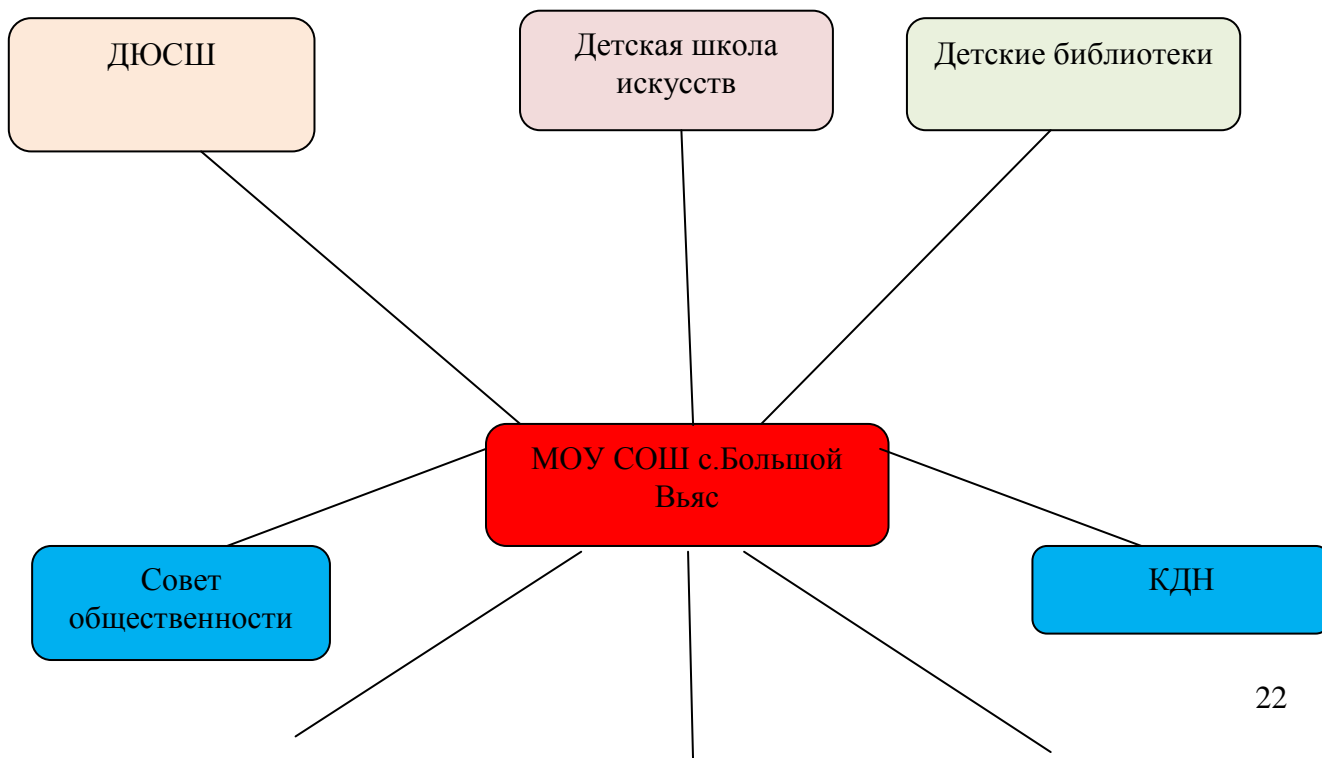 ДЮСШ
Детская школа
искусств
Детские библиотеки
МОУ СОШ с.Большой
Вьяс
Совет
общественности
КДН
22